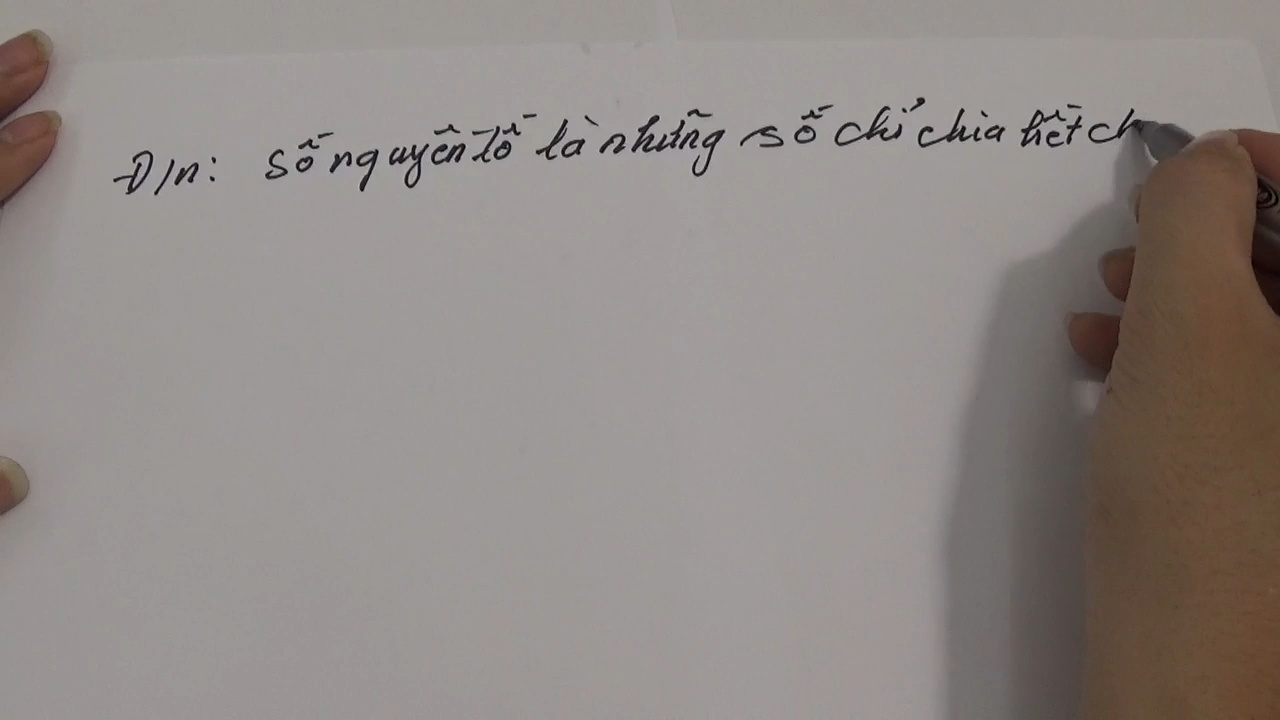 Đ/n: Số nguyên tố là những số chỉ chia hết ch